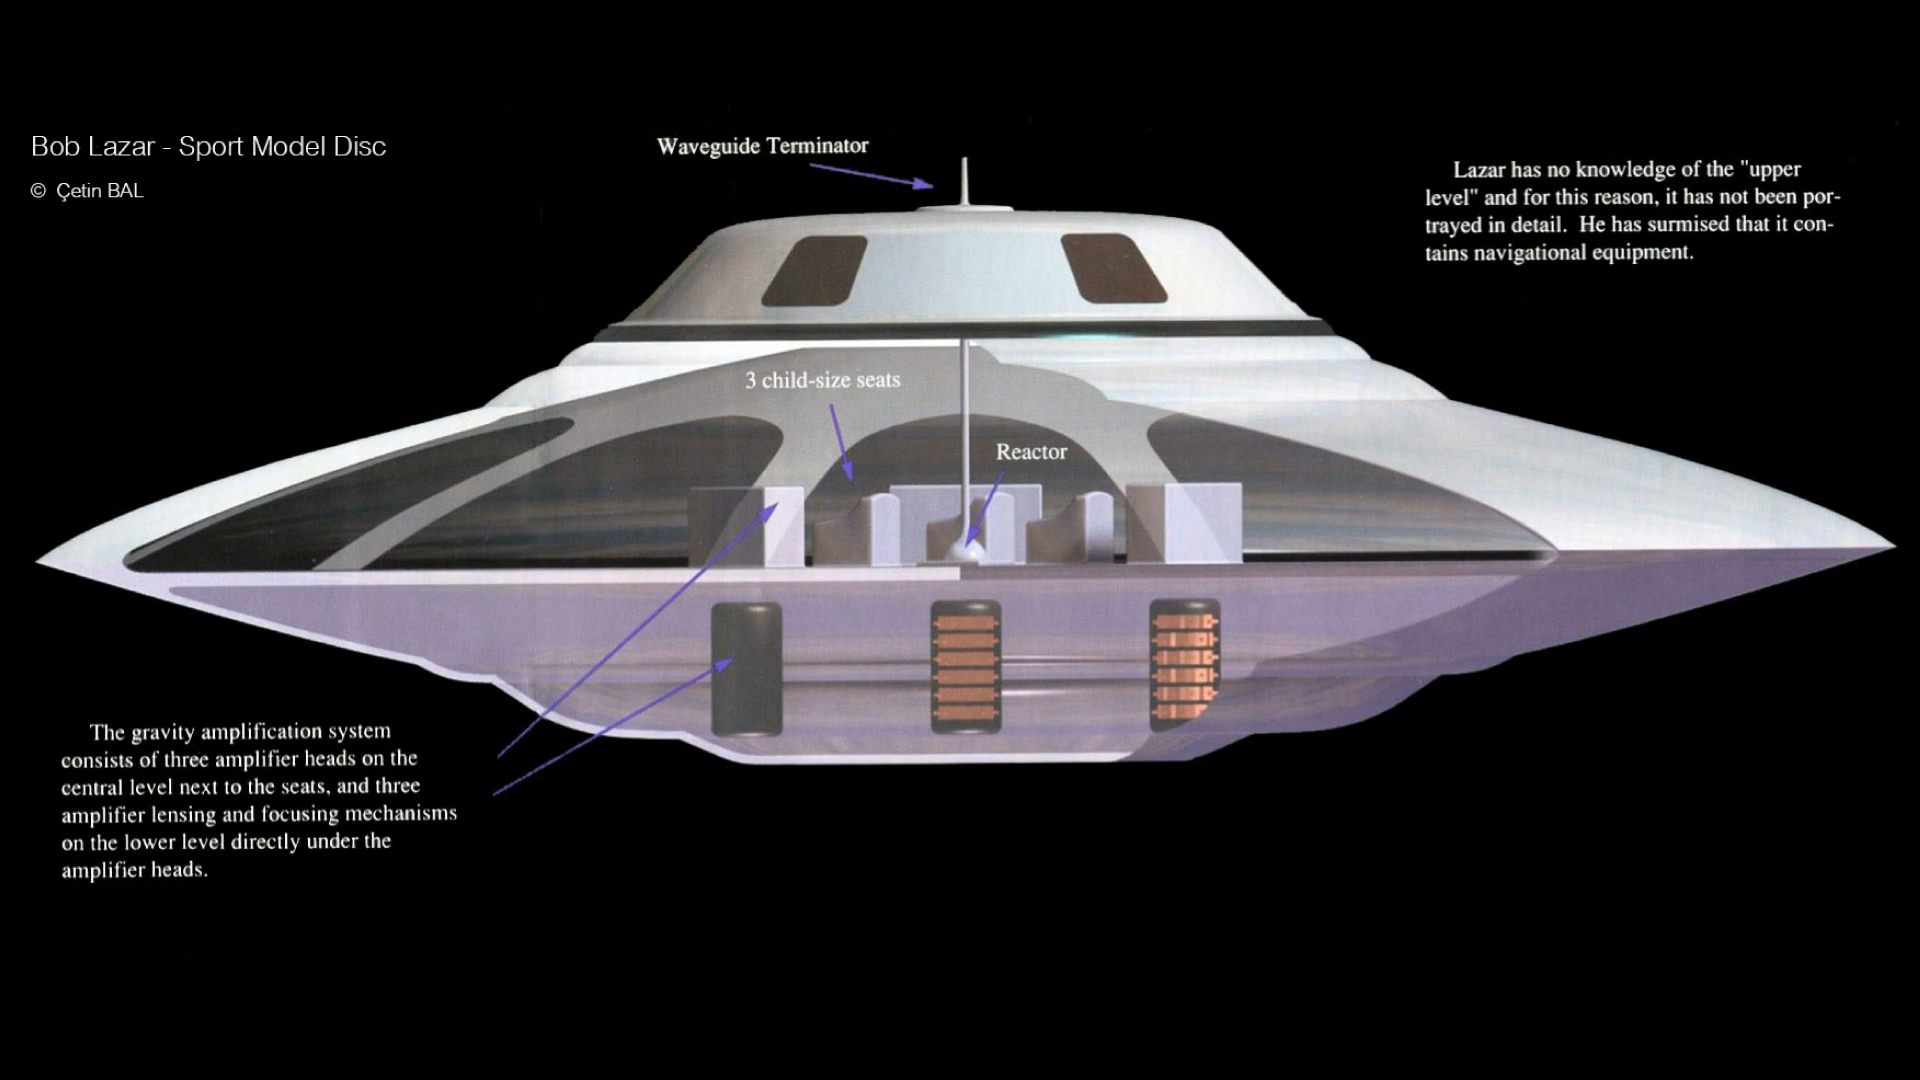 Bob Lazar - Sport Model Disc
© Çetin BAL
Waveguide Terminator
Lazar has no knowledge of the "upper
level" and for this reason, it has not been por-
trayed in detail. He has surmised that it con-
tains navigational equipment.
3 child-size seats
Reactor
The gravity amplification system
consists of three amplifier heads on the
central level next to the seats, and three
amplifier lensing and focusing mechanisms
on the lower level directly under the
amplifier heads.